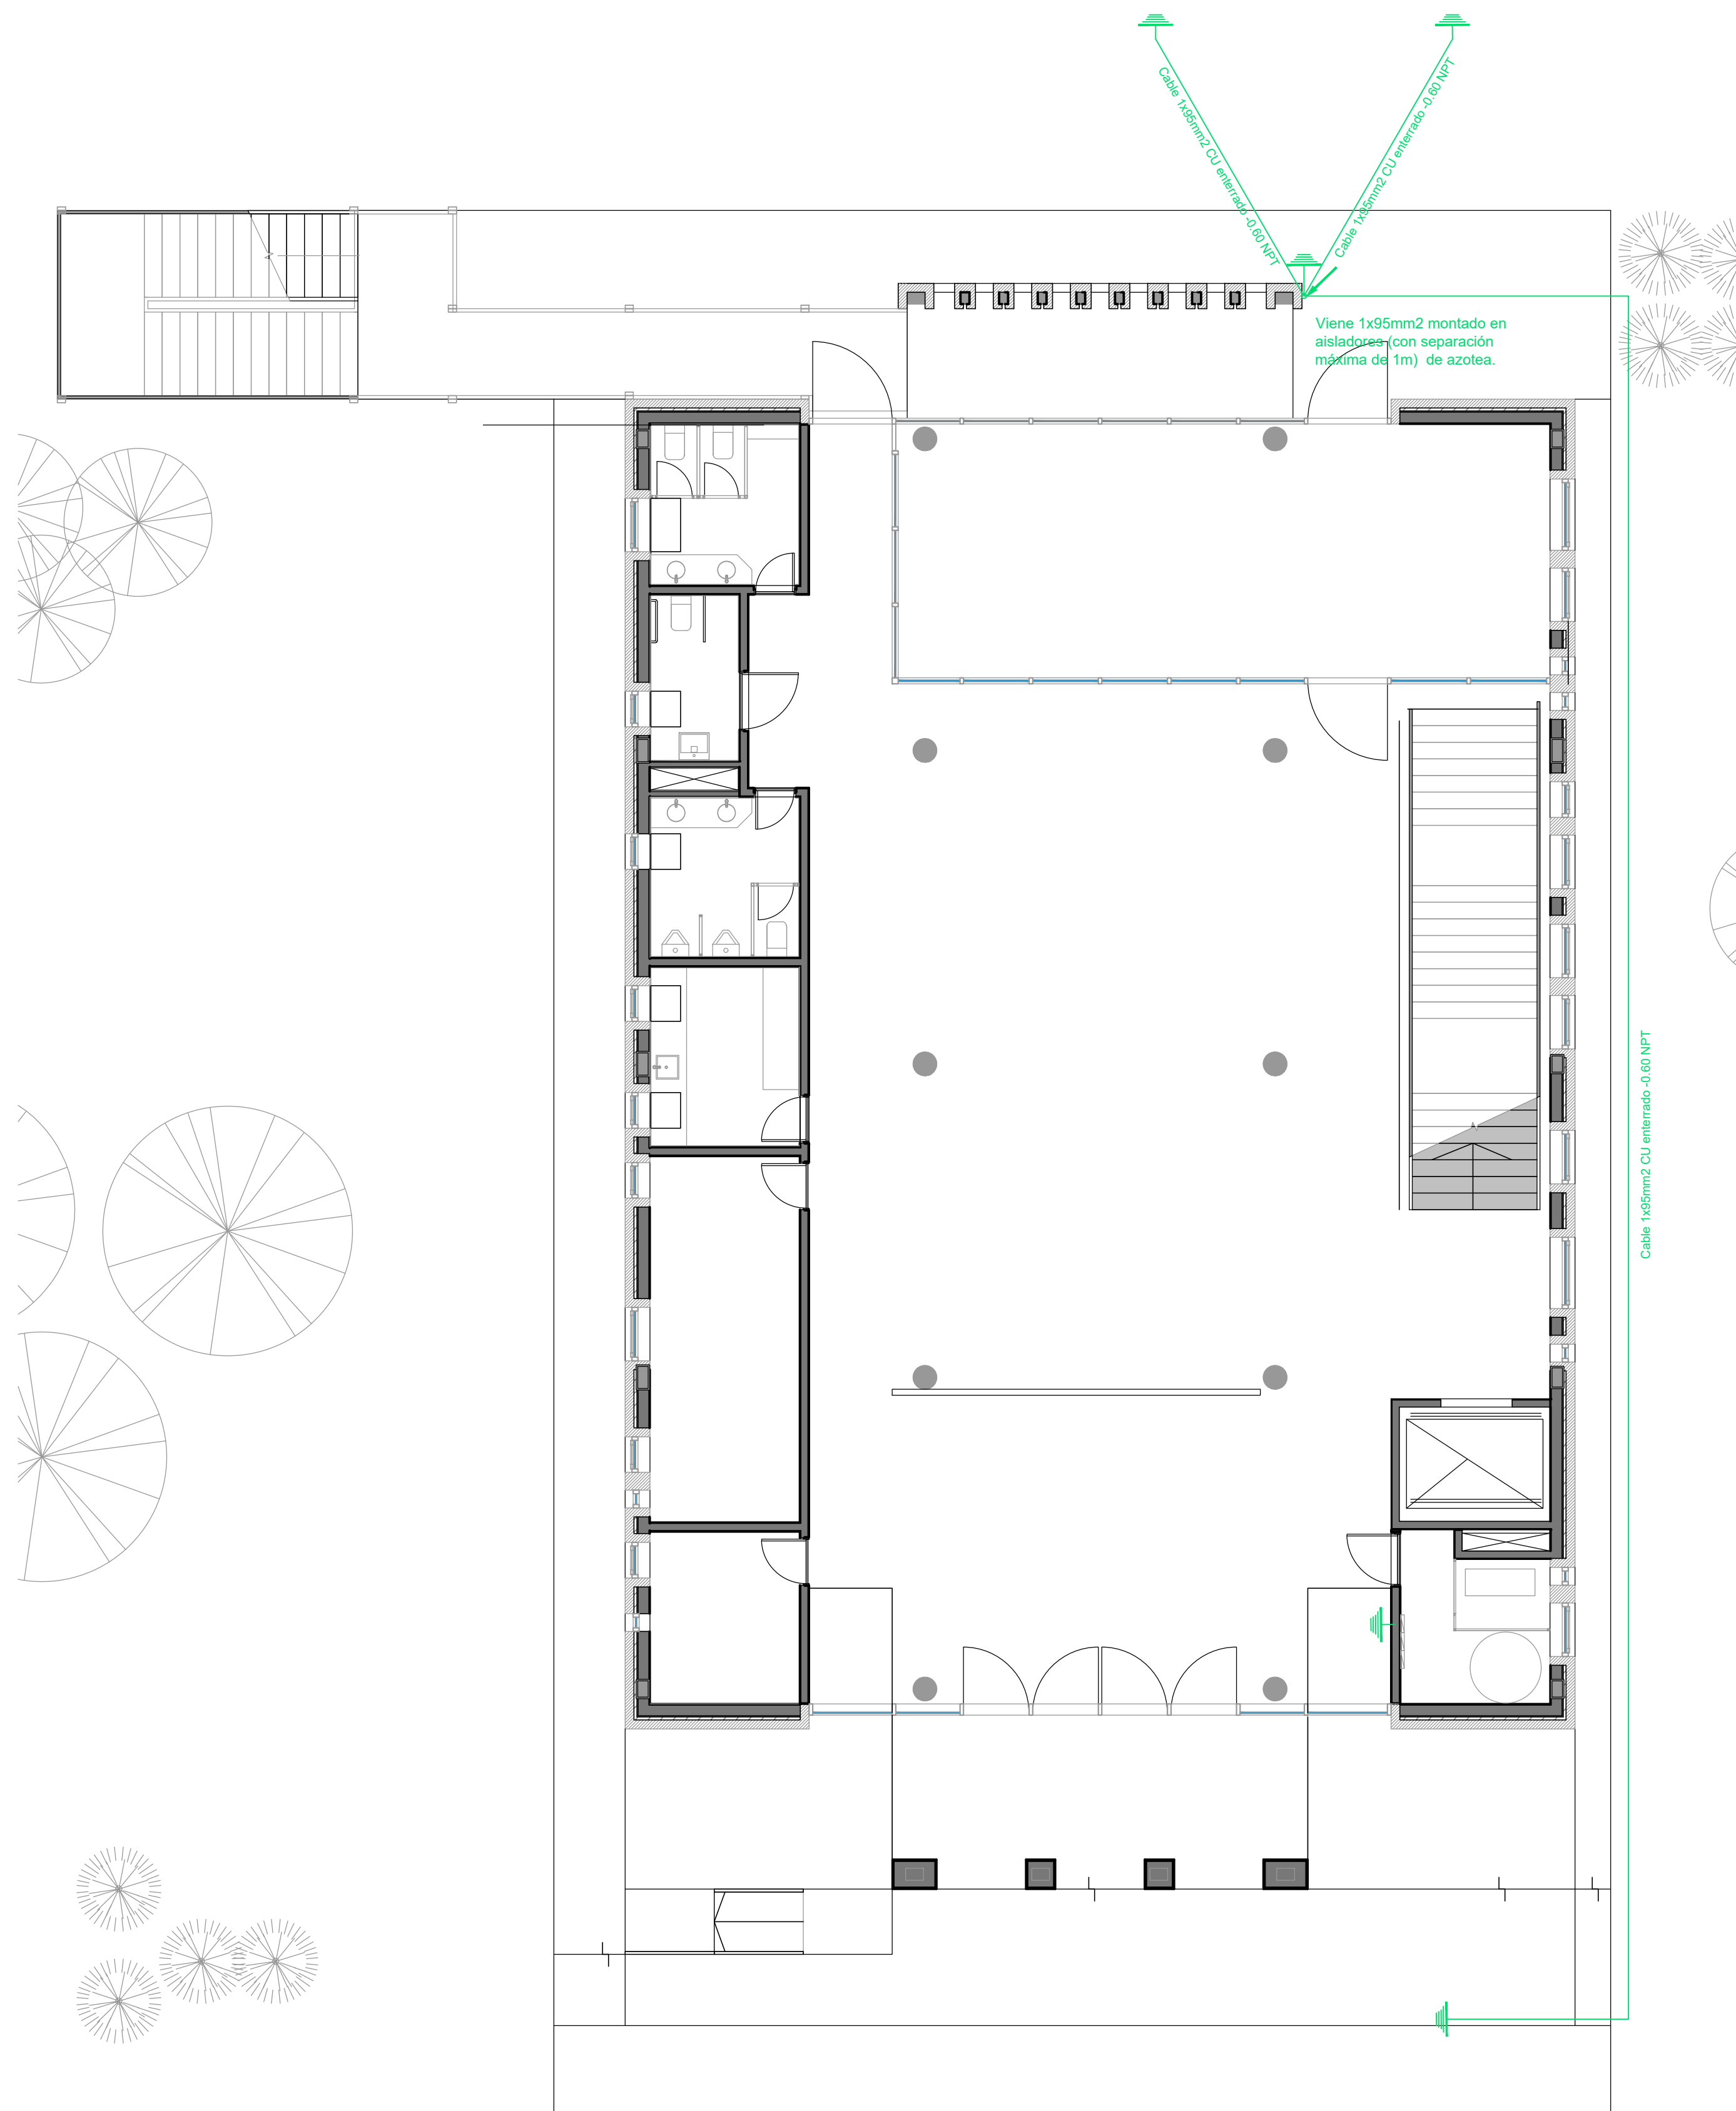 Cable 1x95mm2 CU enterrado -0.60 NPT
Cable 1x95mm2 CU enterrado -0.60 NPT
Viene 1x95mm2 montado en
aisladores (con separación
máxima de 1m)  de azotea.
Cable 1x95mm2 CU enterrado -0.60 NPT